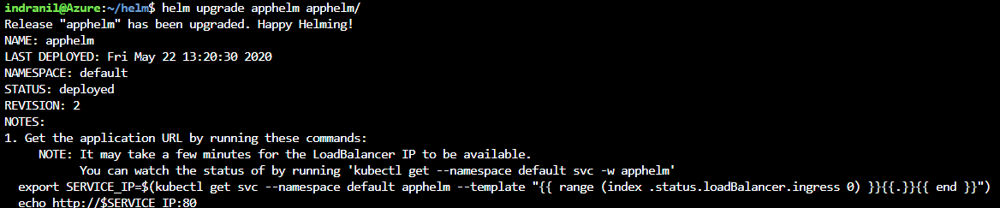 indranil@Azure:~/helm$ helm upgrade apphelm apphelm/
Release "apphelm" has been upgraded. Happy Helming!
NAME: apphelm
LAST DEPLOYED: Fri May 22 13:20:30 2020
NAMESPACE: default
STATUS: deployed
REVISION: 2
NOTES:
1. Get the application URL by running these commands:
     NOTE: It may take a few minutes for the LoadBalancer IP to be available.
           You can watch the status of by running 'kubectl get --namespace default svc -w apphelm'
  export SERVICE_IP=$(kubectl get svc --namespace default apphelm --template "{{ range (index .status.loadBalancer.ingress 0) }}{{.}}{{ end }}")
  echo http://$SERVICE_IP:80